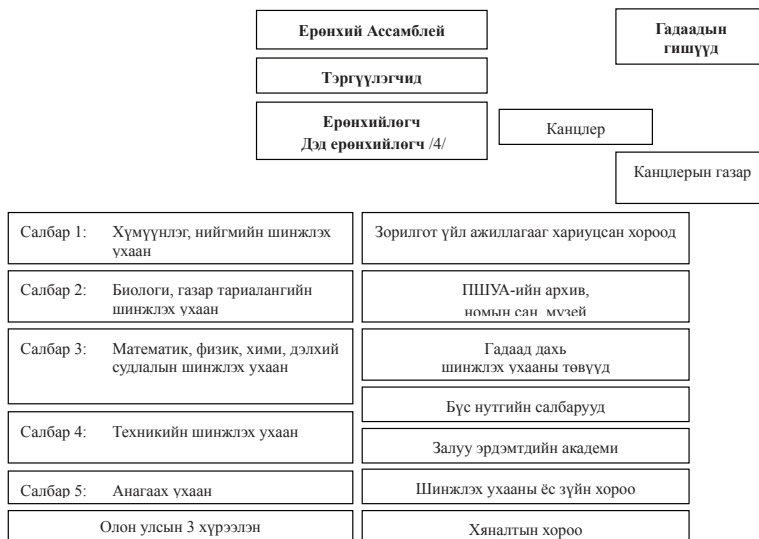 Ерөнхий Ассамблей
Гадаадын
гишүүд
Тэргүүлэгчид
Ерөнхийлөгч
Дэд ерөнхийлөгч /4/
Канцлер
Канцлерын газар
Салбар 1: Хүмүүнлэг, нийгмийн шинжлэх
ухаан
Зорилгот үйл ажиллагааг хариуцсан хороод
Салбар 2: Биологи, газар тариалангийн
шинжлэх ухаан
ПШУА-ийн архив,
номын сан, музей
Салбар 3: Математик, физик, хими, дэлхий
судлалын шинжлэх ухаан
Гадаад дахь
шинжлэх ухааны төвүүд
Бүс нутгийн салбарууд
Салбар 4: Техникийн шинжлэх ухаан
Залуу эрдэмтдийн академи
Салбар 5: Анагаах ухаан
Шинжлэх ухааны ёс зүйн хороо
Олон улсын 3 хүрээлэн
Хяналтын хороо